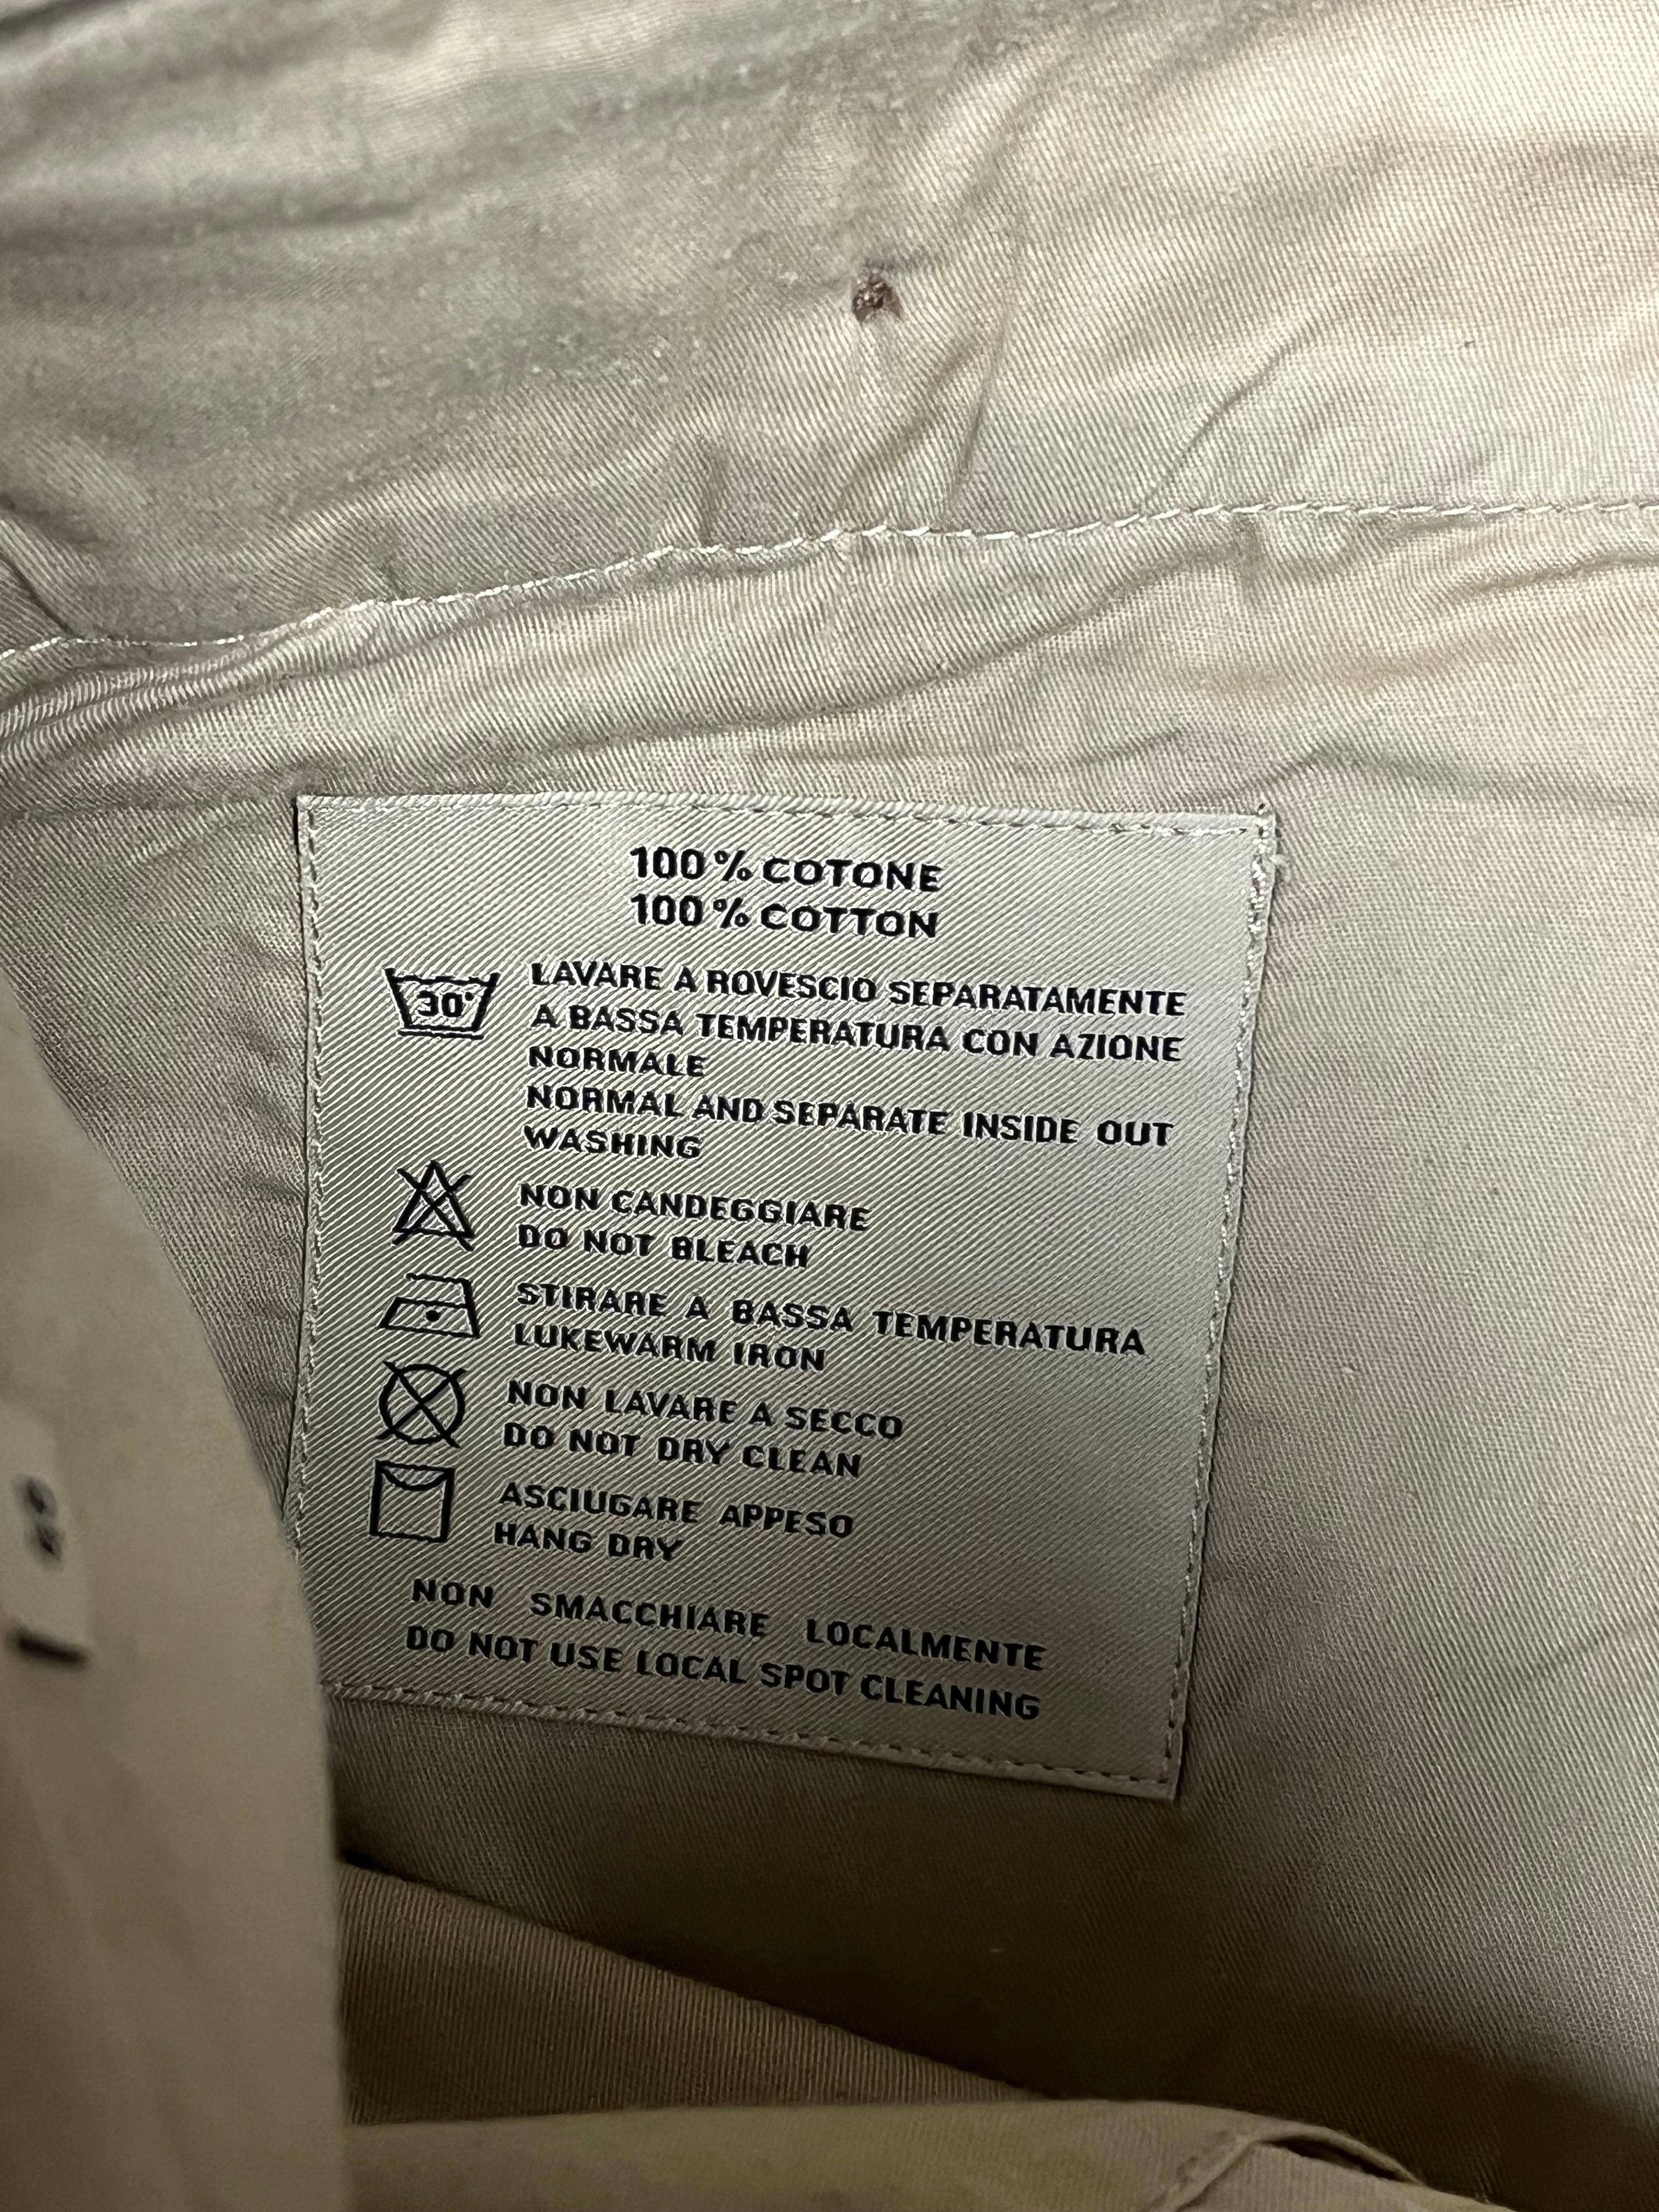 100% COTONE
100% COTTON
30°
LAVARE A ROVESCIO SEPARATAMENTE
A BASSA TEMPERATURA CON AZIONE
NORMALE
NORMAL AND SEPARATE INSIDE OUT
WASHING
NON CANDEGGIARE
DO NOT BLEACH
STIRARE A BASSA TEMPERATURA
LUKEWARM IRON
NON LAVARE A SECCO
DO NOT DRY CLEAN
ASCIUGARE APPESO
HANG DRY
NON SMACCHIARE LOCALMENTE
DO NOT USE LOCAL SPOT CLEANING